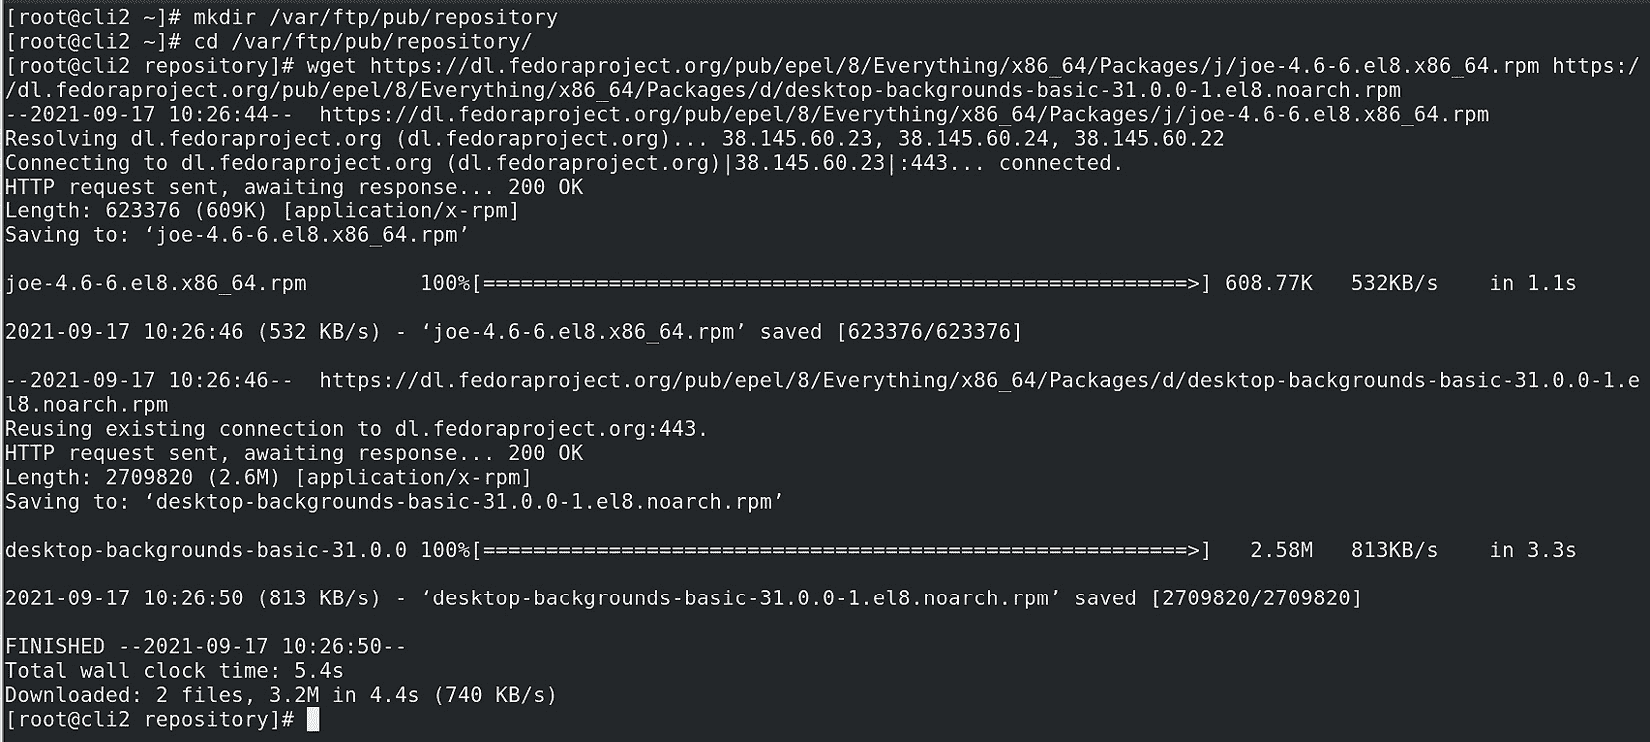 [root@cli2 ~]# mkdir /var/ftp/pub/repository
[root@cli2 ~]# cd /var/ftp/pub/repository/
[root@cli2 repository]# wget https://dl.fedoraproject.org/pub/epel/8/Everything/x86_64/Packages/j/joe-4.6-6.el8.x86_64.rpm https:/
/dl.fedoraproject.org/pub/epel/8/Everything/x86_64/Packages/d/desktop-backgrounds-basic-31.0.0-1.el8.noarch.rpm
--2021-09-17 10:26:44--  https://dl.fedoraproject.org/pub/epel/8/Everything/x86_64/Packages/j/joe-4.6-6.el8.x86_64.rpm
Resolving dl.fedoraproject.org (dl.fedoraproject.org)... 38.145.60.23, 38.145.60.24, 38.145.60.22
Connecting to dl.fedoraproject.org (dl.fedoraproject.org)|38.145.60.23|:443... connected.
HTTP request sent, awaiting response... 200 OK
Length: 623376 (609K) [application/x-rpm]
Saving to: ‘joe-4.6-6.el8.x86_64.rpm’
joe-4.6-6.el8.x86_64.rpm         100%[========================================================>] 608.77K   532KB/s    in 1.1s
2021-09-17 10:26:46 (532 KB/s) - ‘joe-4.6-6.el8.x86_64.rpm’ saved [623376/623376]
--2021-09-17 10:26:46--  https://dl.fedoraproject.org/pub/epel/8/Everything/x86_64/Packages/d/desktop-backgrounds-basic-31.0.0-1.e
l8.noarch.rpm
Reusing existing connection to dl.fedoraproject.org:443.
HTTP request sent, awaiting response... 200 OK
Length: 2709820 (2.6M) [application/x-rpm]
Saving to: ‘desktop-backgrounds-basic-31.0.0-1.el8.noarch.rpm’
desktop-backgrounds-basic-31.0.0 100%[========================================================>]   2.58M   813KB/s    in 3.3s
2021-09-17 10:26:50 (813 KB/s) - ‘desktop-backgrounds-basic-31.0.0-1.el8.noarch.rpm’ saved [2709820/2709820]
FINISHED --2021-09-17 10:26:50--
Total wall clock time: 5.4s
Downloaded: 2 files, 3.2M in 4.4s (740 KB/s)
[root@cli2 repository]#